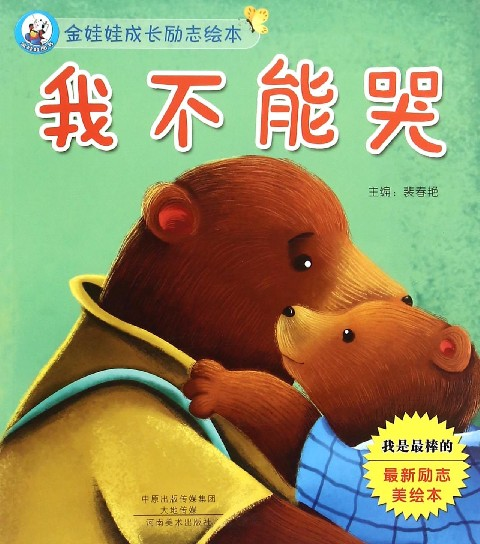 金娃娃成长励志绘本
我不能哭
主编：裴春艳
我是最棒的
最新励志
美绘本
中原出版传媒集团
大地传媒
河南美术出版社